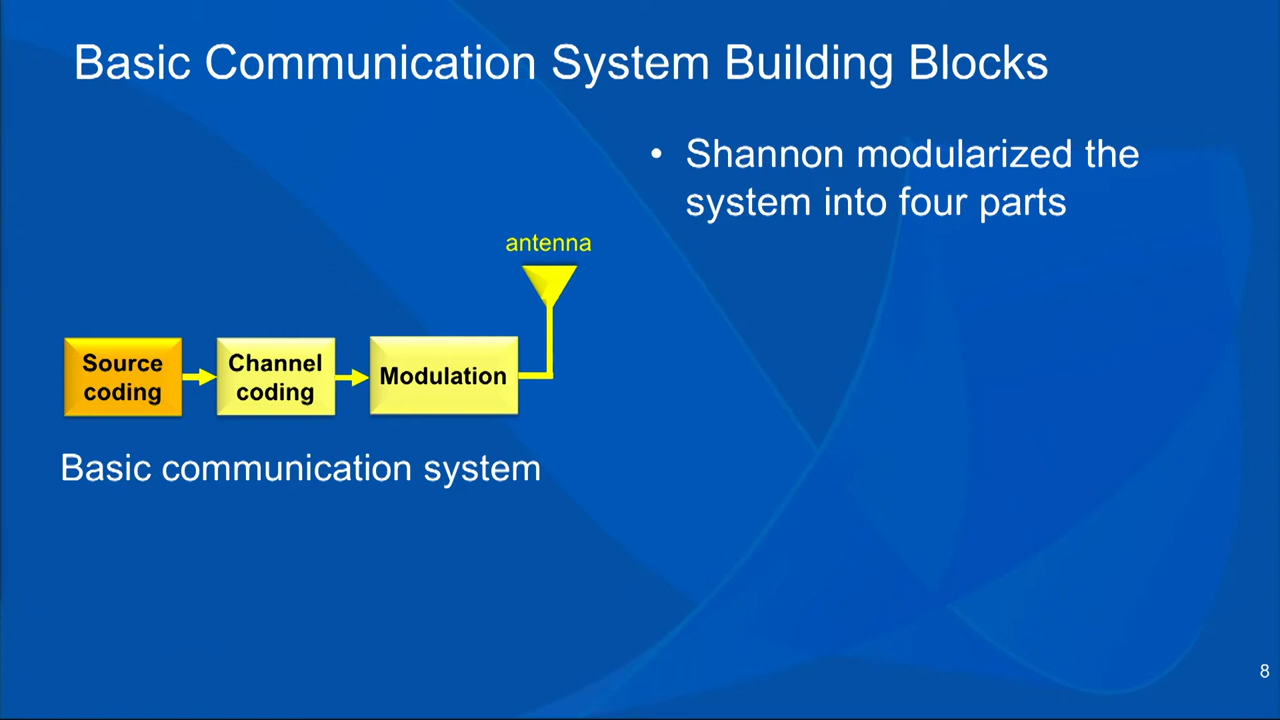 Basic Communication System Building Blocks
• Shannon modularized the
system into four parts
antenna
Source
coding
Channel
coding
Modulation
Basic communication system
8